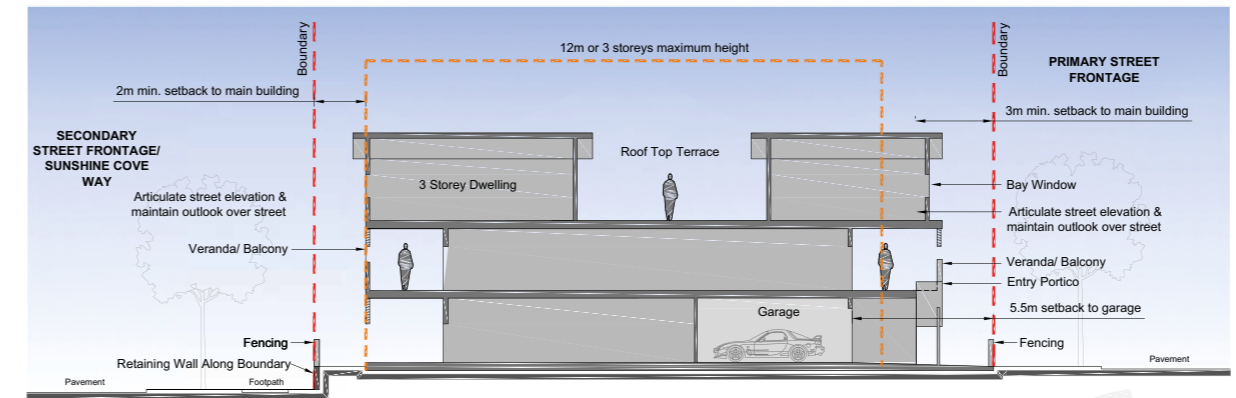 Boundary
12m or 3 storeys maximum height
Boundary
PRIMARY STREET
FRONTAGE
2m min. setback to main building
3m min. setback to main building
SECONDARY
STREET FRONTAGE/
SUNSHINE COVE
WAY
Roof Top Terrace
3 Storey Dwelling
Bay Window
Articulate street elevation &
maintain outlook over street
Articulate street elevation &
maintain outlook over street
Veranda/ Balcony
Veranda/ Balcony
Entry Portico
Garage
5.5m setback to garage
Fencing
Fencing
Retaining Wall Along Boundary
Pavement
Pavement
Footpath